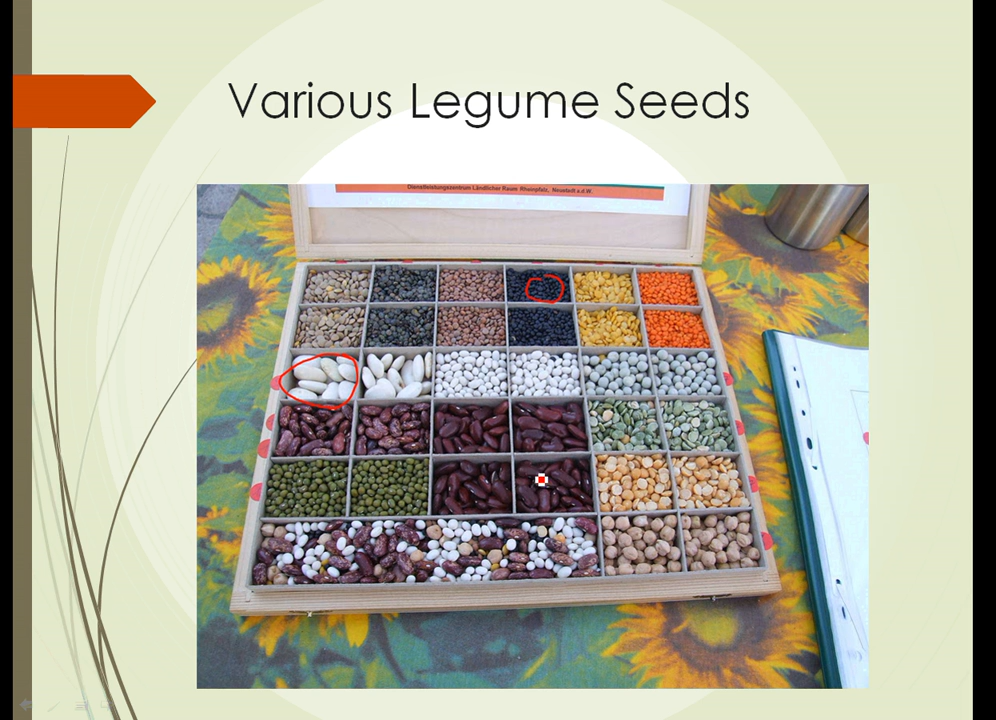 Various Legume Seeds
Dienstleistungszentrum Ländlicher Raum Rheinpfalz, Neustadt a.d.W.